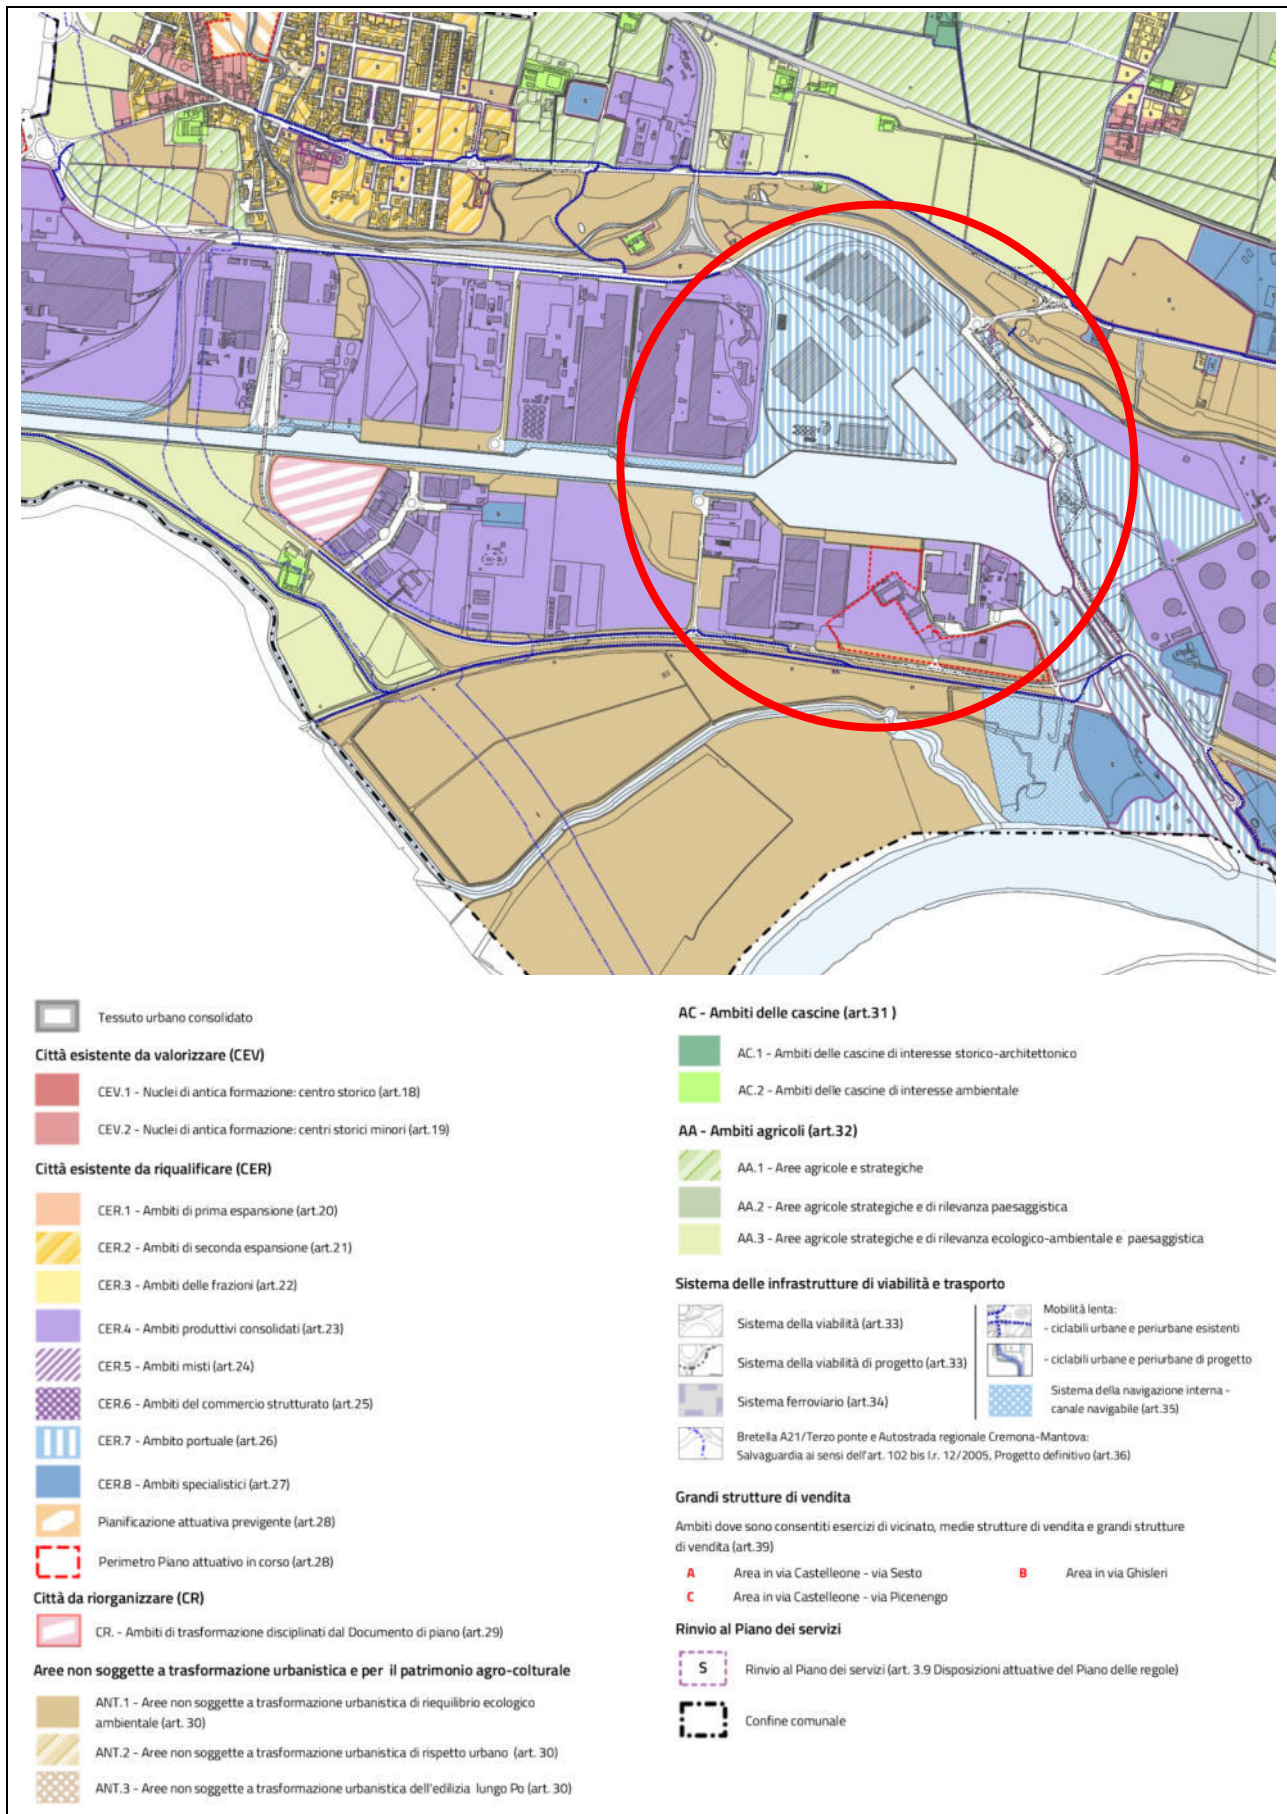 Tessuto urbano consolidato
Città esistente da valorizzare (CEV)
CEV.1 - Nuclei di antica formazione: centro storico (art.18)
CEV.2 - Nuclei di antica formazione: centri storici minori (art.19)
Città esistente da riqualificare (CER)
CER.1 - Ambiti di prima espansione (art.20)
CER.2 - Ambiti di seconda espansione (art.21)
CER.3 - Ambiti delle frazioni (art.22)
CER.4 - Ambiti produttivi consolidati (art.23)
CER.5 - Ambiti misti (art.24)
CER.6 - Ambiti del commercio strutturato (art.25)
CER.7 - Ambito portuale (art.26)
CER.8 - Ambiti specialistici (art.27)
Pianificazione attuativa previgente (art.28)
Perimetro Piano attuativo in corso (art.28)
Città da riorganizzare (CR)
CR. - Ambiti di trasformazione disciplinati dal Documento di piano (art.29)
Aree non soggette a trasformazione urbanistica e per il patrimonio agro-colturale
ANT.1 - Aree non soggette a trasformazione urbanistica di riequilibrio ecologico
ambientale (art. 30)
ANT.2 - Aree non soggette a trasformazione urbanistica di rispetto urbano (art. 30)
ANT.3 - Aree non soggette a trasformazione urbanistica dell'edilizia lungo Po (art. 30)
AC - Ambiti delle cascine (art.31 )
AC.1 - Ambiti delle cascine di interesse storico-architettonico
AC.2 - Ambiti delle cascine di interesse ambientale
AA - Ambiti agricoli (art.32)
AA.1 - Aree agricole e strategiche
AA.2 - Aree agricole strategiche e di rilevanza paesaggistica
AA.3 - Aree agricole strategiche e di rilevanza ecologico-ambientale e paesaggistica
Sistema delle infrastrutture di viabilità e trasporto
Sistema della viabilità (art.33)
Sistema della viabilità di progetto (art.33)
Sistema ferroviario (art.34)
Mobilità lenta:
- ciclabili urbane e periurbane esistenti
- ciclabili urbane e periurbane di progetto
Sistema della navigazione interna -
canale navigabile (art.35)
Bretella A21/Terzo ponte e Autostrada regionale Cremona-Mantova:
Salvaguardia ai sensi dell'art. 102 bis l.r. 12/2005, Progetto definitivo (art.36)
Grandi strutture di vendita
Ambiti dove sono consentiti esercizi di vicinato, medie strutture di vendita e grandi strutture
di vendita (art.39)
A Area in via Castelleone - via Sesto
B Area in via Ghisleri
C Area in via Castelleone - via Picenengo
Rinvio al Piano dei servizi
S Rinvio al Piano dei servizi (art. 3.9 Disposizioni attuative del Piano delle regole)
Confine comunale